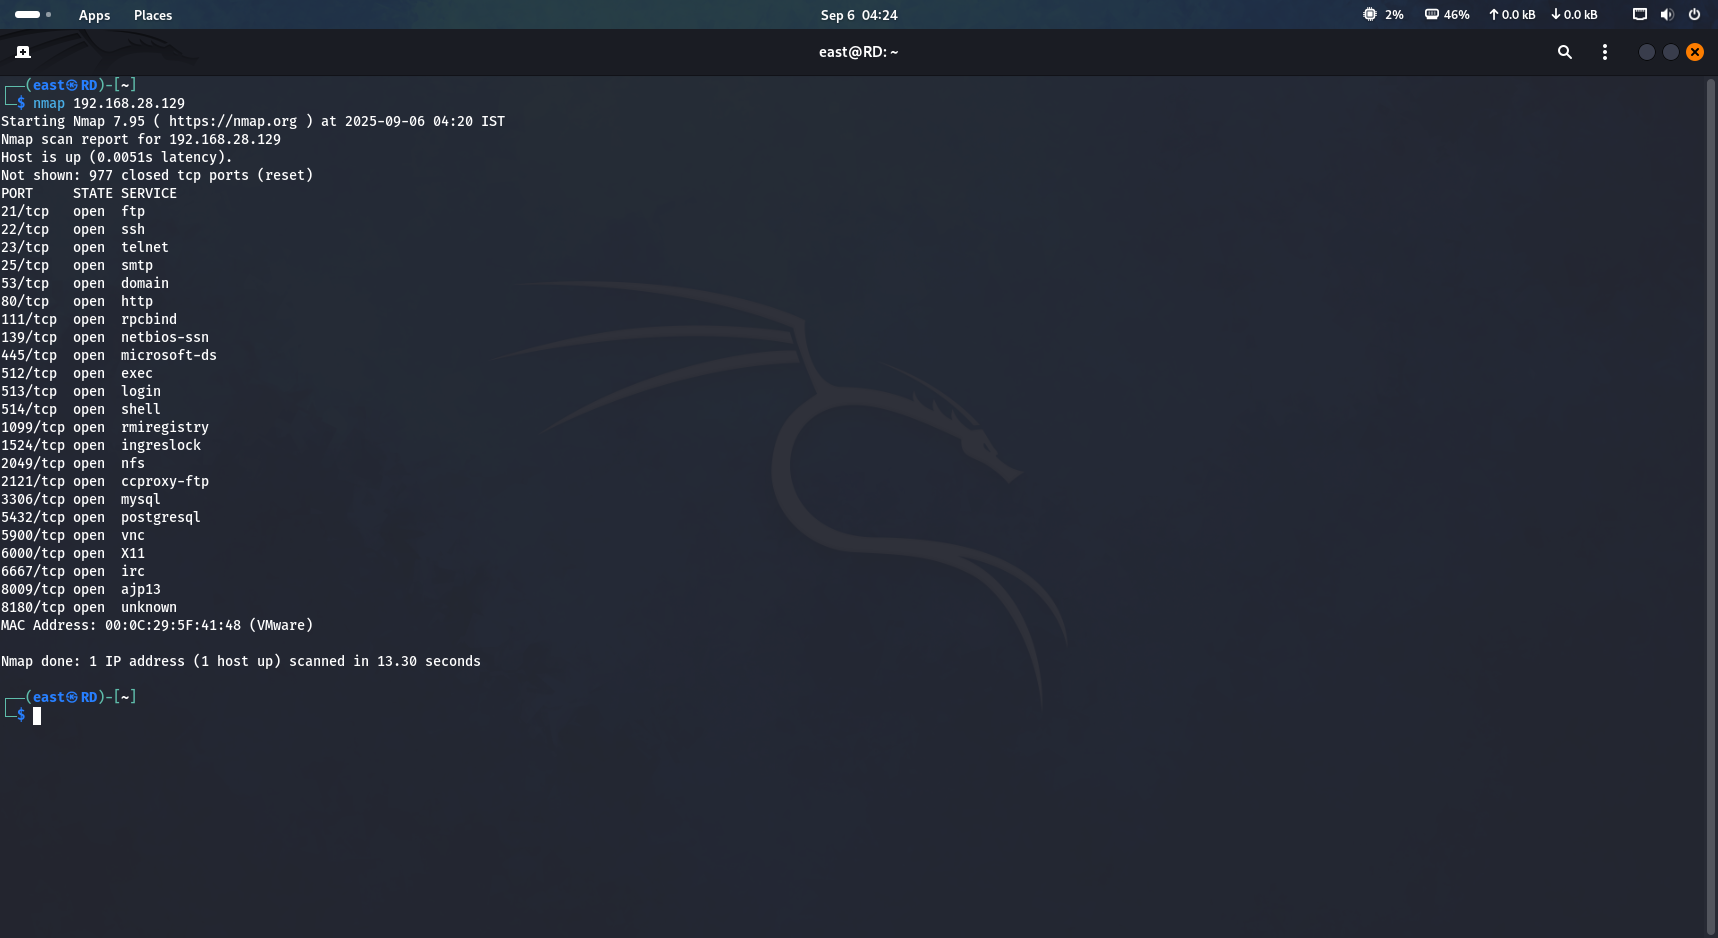 Apps Places Sep 6 04:24 2% 46% ↑0.0 kB ↓0.0 kB
east@RD: ~
┌──(east㉿RD)-[~]
└─$ nmap 192.168.28.129
Starting Nmap 7.95 ( https://nmap.org ) at 2025-09-06 04:20 IST
Nmap scan report for 192.168.28.129
Host is up (0.0051s latency).
Not shown: 977 closed tcp ports (reset)
PORT     STATE SERVICE
21/tcp   open  ftp
22/tcp   open  ssh
23/tcp   open  telnet
25/tcp   open  smtp
53/tcp   open  domain
80/tcp   open  http
111/tcp  open  rpcbind
139/tcp  open  netbios-ssn
445/tcp  open  microsoft-ds
512/tcp  open  exec
513/tcp  open  login
514/tcp  open  shell
1099/tcp open  rmiregistry
1524/tcp open  ingreslock
2049/tcp open  nfs
2121/tcp open  ccproxy-ftp
3306/tcp open  mysql
5432/tcp open  postgresql
5900/tcp open  vnc
6000/tcp open  X11
6667/tcp open  irc
8009/tcp open  ajp13
8180/tcp open  unknown
MAC Address: 00:0C:29:5F:41:48 (VMware)
Nmap done: 1 IP address (1 host up) scanned in 13.30 seconds
┌──(east㉿RD)-[~]
└─$